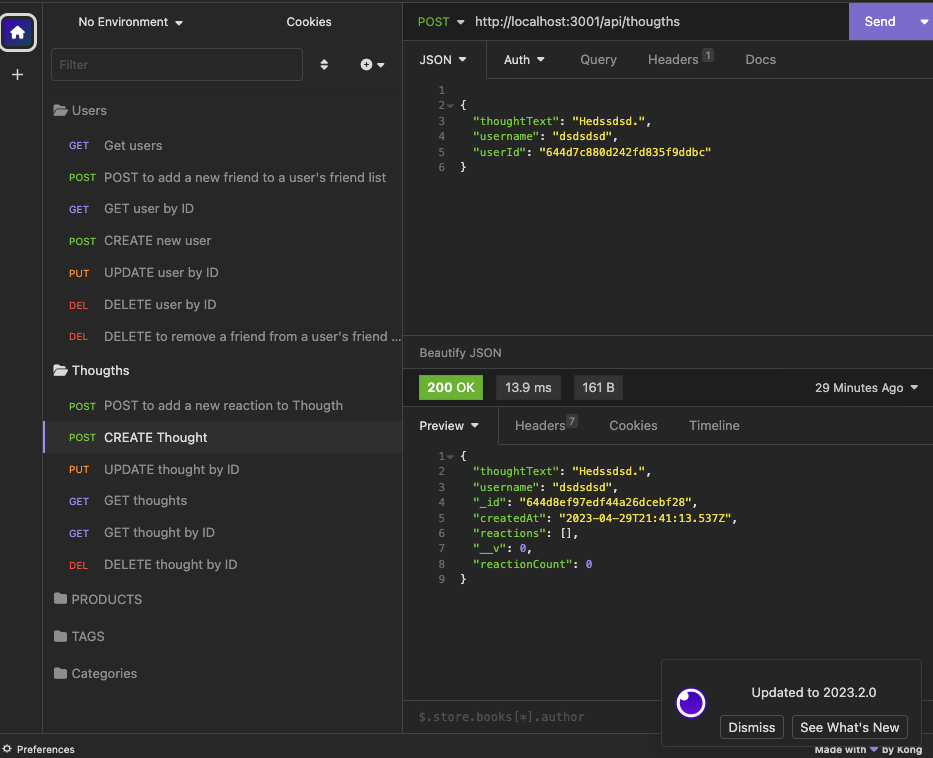 No Environment
Cookies
Filter
Users
GET Get users
POST POST to add a new friend to a user's friend list
GET GET user by ID
POST CREATE new user
PUT UPDATE user by ID
DEL DELETE user by ID
DEL DELETE to remove a friend from a user's friend ...
Thougths
POST POST to add a new reaction to Thougth
POST CREATE Thought
PUT UPDATE thought by ID
GET GET thoughts
GET GET thought by ID
DEL DELETE thought by ID
PRODUCTS
TAGS
Categories
Preferences
POST http://localhost:3001/api/thougths Send
JSON Auth Query Headers 1 Docs
1
2 {
3 "thoughtText": "Hedssdsd.",
4 "username": "dsdsdsd",
5 "userId": "644d7c880d242fd835f9ddbc"
6 }
Beautify JSON
200 OK 13.9 ms 161 B 29 Minutes Ago
Preview Headers 7 Cookies Timeline
1 {
2 "thoughtText": "Hedssdsd.",
3 "username": "dsdsdsd",
4 "_id": "644d8ef97edf44a26dcebf28",
5 "createdAt": "2023-04-29T21:41:13.537Z",
6 "reactions": [],
7 "__v": 0,
8 "reactionCount": 0
9 }
$.store.books[*].author
Updated to 2023.2.0
Dismiss See What's New
Made with by Kong